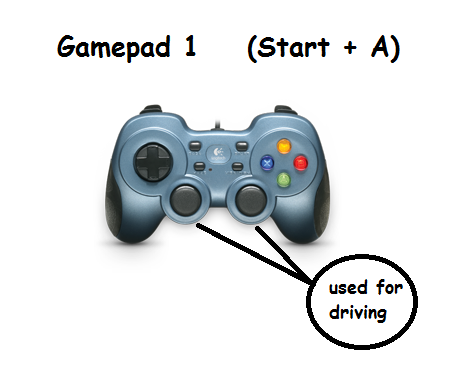 Gamepad 1 (Start + A)
used for
driving